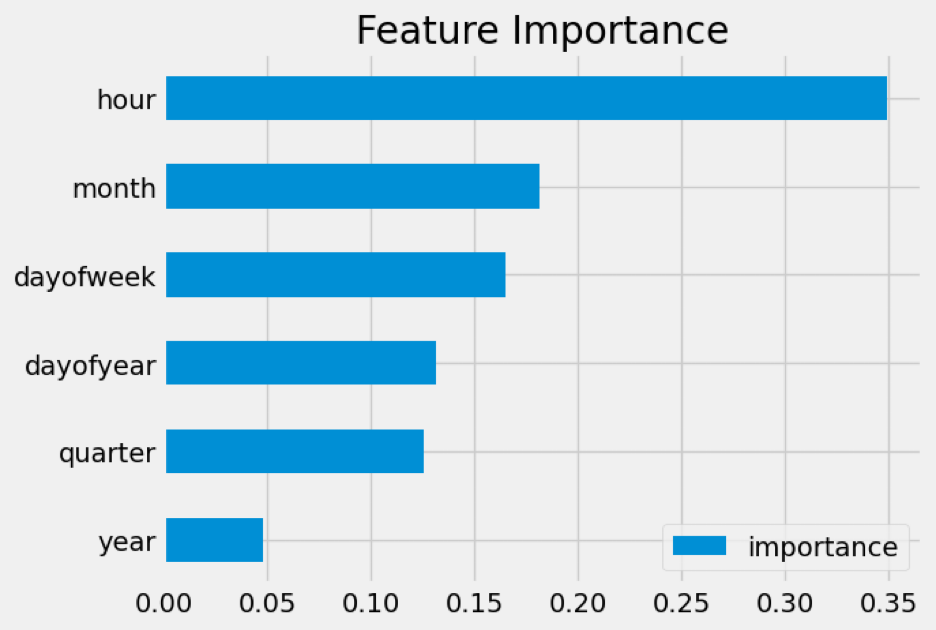 Feature Importance
hour
month
dayofweek
dayofyear
quarter
year
importance
0.00 0.05 0.10 0.15 0.20 0.25 0.30 0.35